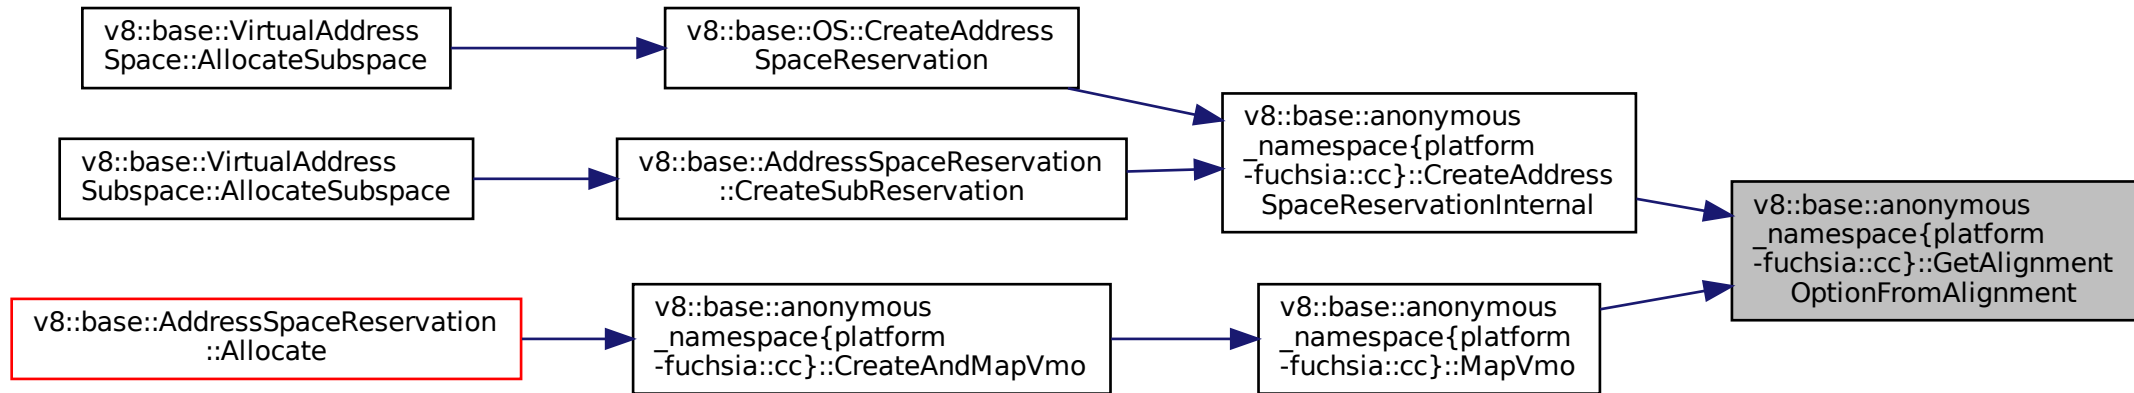 v8::base::VirtualAddress
Space::AllocateSubspace
v8::base::OS::CreateAddress
SpaceReservation
v8::base::VirtualAddress
Subspace::AllocateSubspace
v8::base::AddressSpaceReservation
::CreateSubReservation
v8::base::anonymous
_namespace{platform
-fuchsia::cc}::CreateAddress
SpaceReservationInternal
v8::base::anonymous
_namespace{platform
-fuchsia::cc}::GetAlignment
OptionFromAlignment
v8::base::AddressSpaceReservation
::Allocate
v8::base::anonymous
_namespace{platform
-fuchsia::cc}::CreateAndMapVmo
v8::base::anonymous
_namespace{platform
-fuchsia::cc}::MapVmo